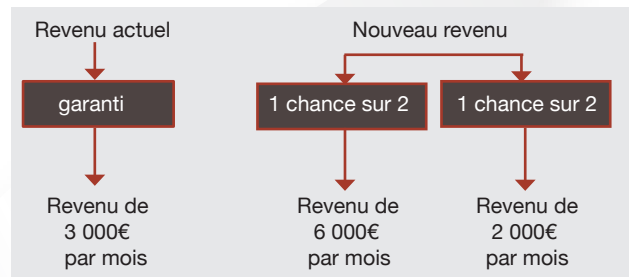 Revenu actuel
Nouveau revenu
garanti
1 chance sur 2
1 chance sur 2
Revenu de
3 000€
par mois
Revenu de
6 000€
par mois
Revenu de
2 000€
par mois